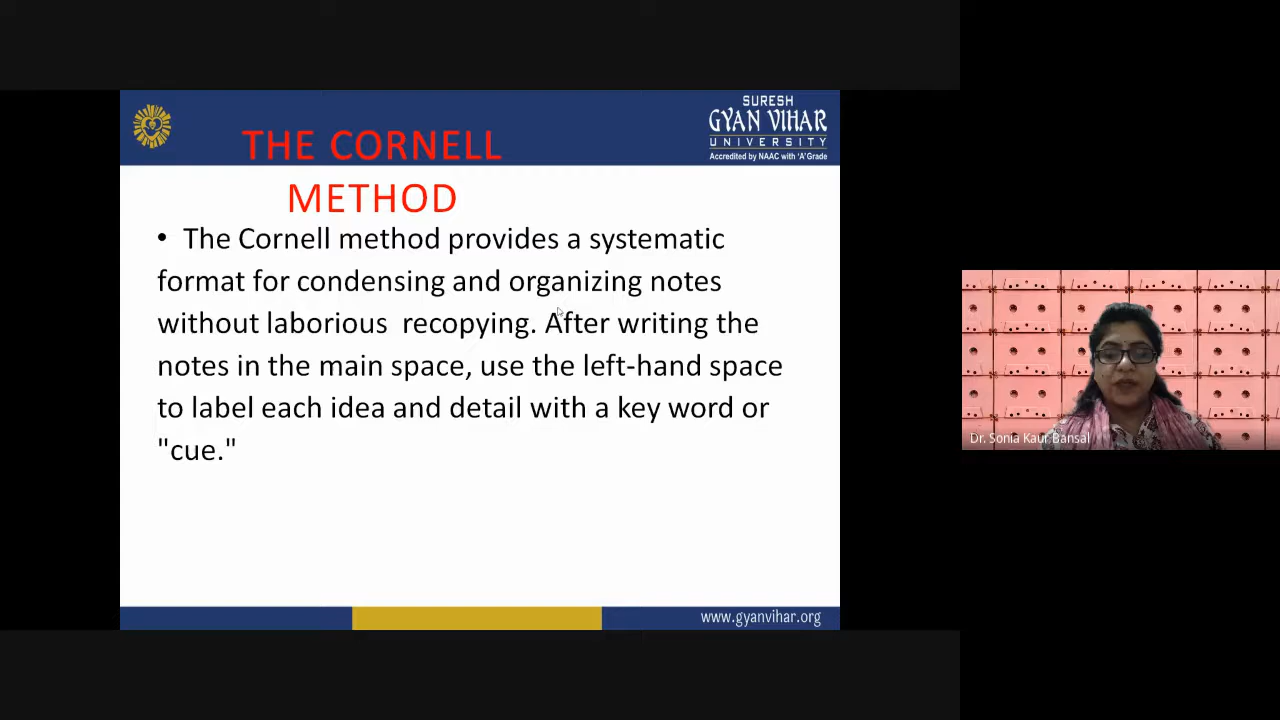 SURESH
GYAN VIHAR
UNIVERSITY
Accredited by NAAC with 'A' Grade
THE CORNELL
METHOD
• The Cornell method provides a systematic
format for condensing and organizing notes
without laborious recopying. After writing the
notes in the main space, use the left-hand space
to label each idea and detail with a key word or
"cue."
Dr. Sonia Kaur Bansal
www.gyanvihar.org